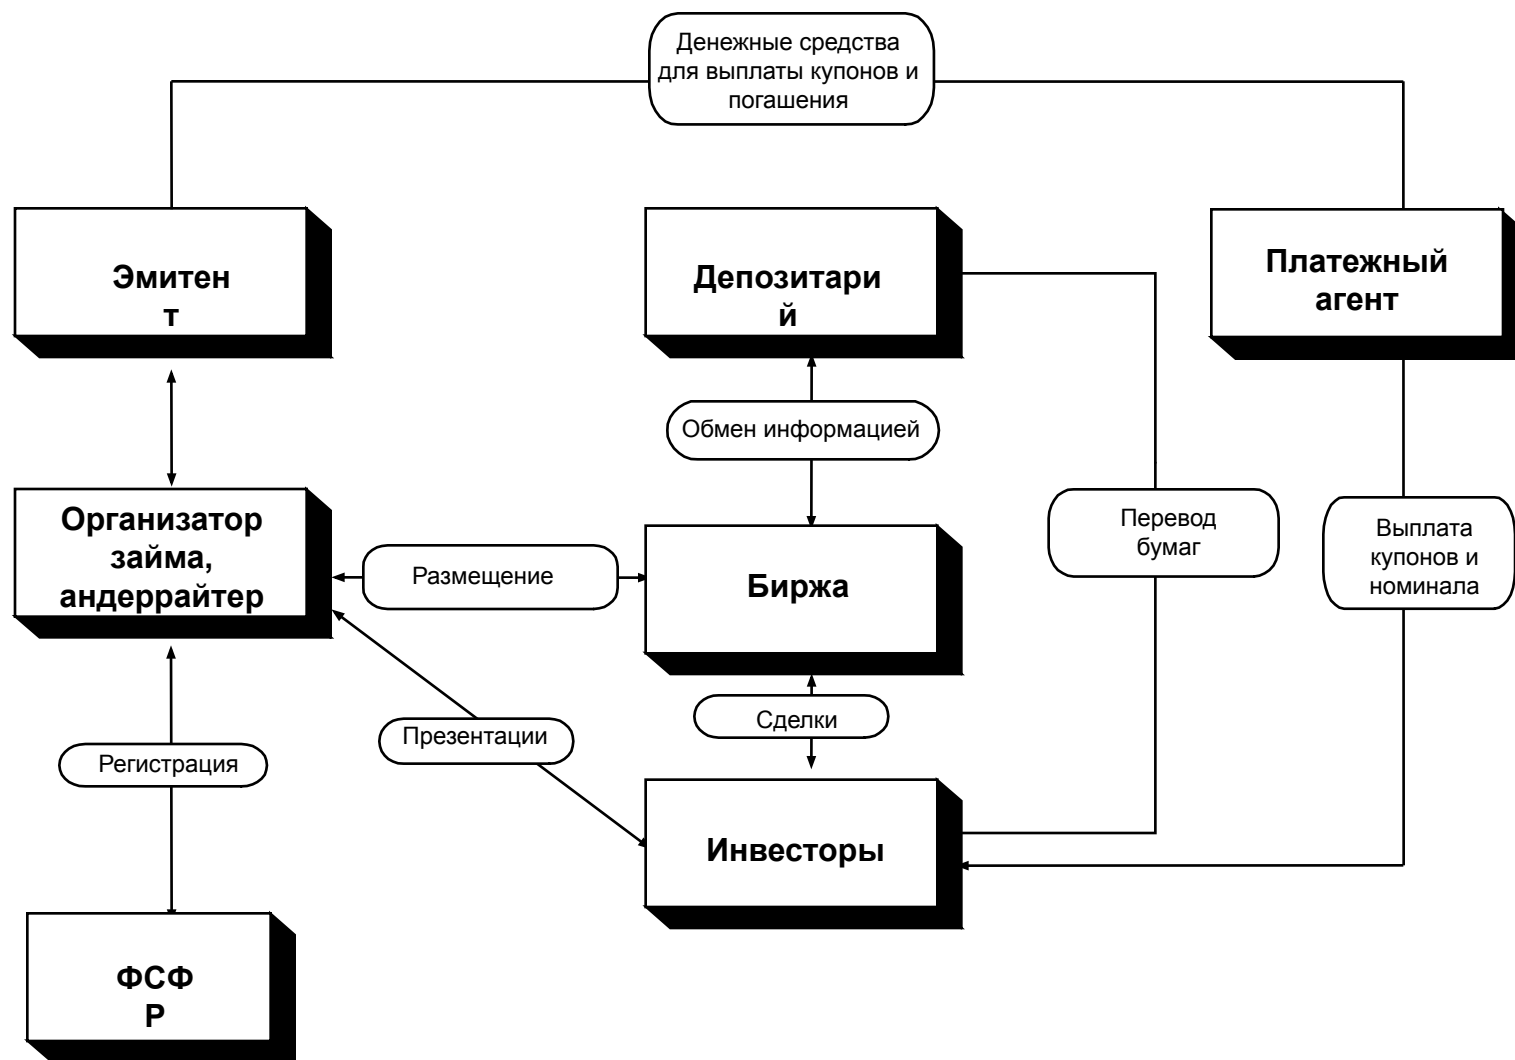 Денежные средства
для выплаты купонов и
погашения
Эмитен
т
Депозитари
й
Платежный
агент
Обмен информацией
Организатор
займа,
андеррайтер
Размещение
Биржа
Перевод
бумаг
Выплата
купонов и
номинала
Презентации
Сделки
Регистрация
Инвесторы
ФСФ
Р